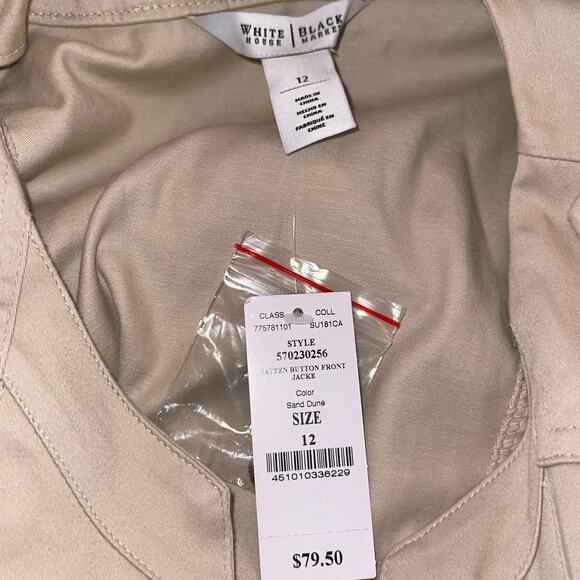 WHITE | BLACK
HOUSE | MARKET
12
MADE IN
CHINA
HECHO EN
CHINA
FABRIQUÉ EN
CHINE
CLASS COLL
775781101 SU181CA
STYLE
570230256
SATEEN BUTTON FRONT
JACKE
Color
Sand Dune
SIZE
12
451010336229
$79.50